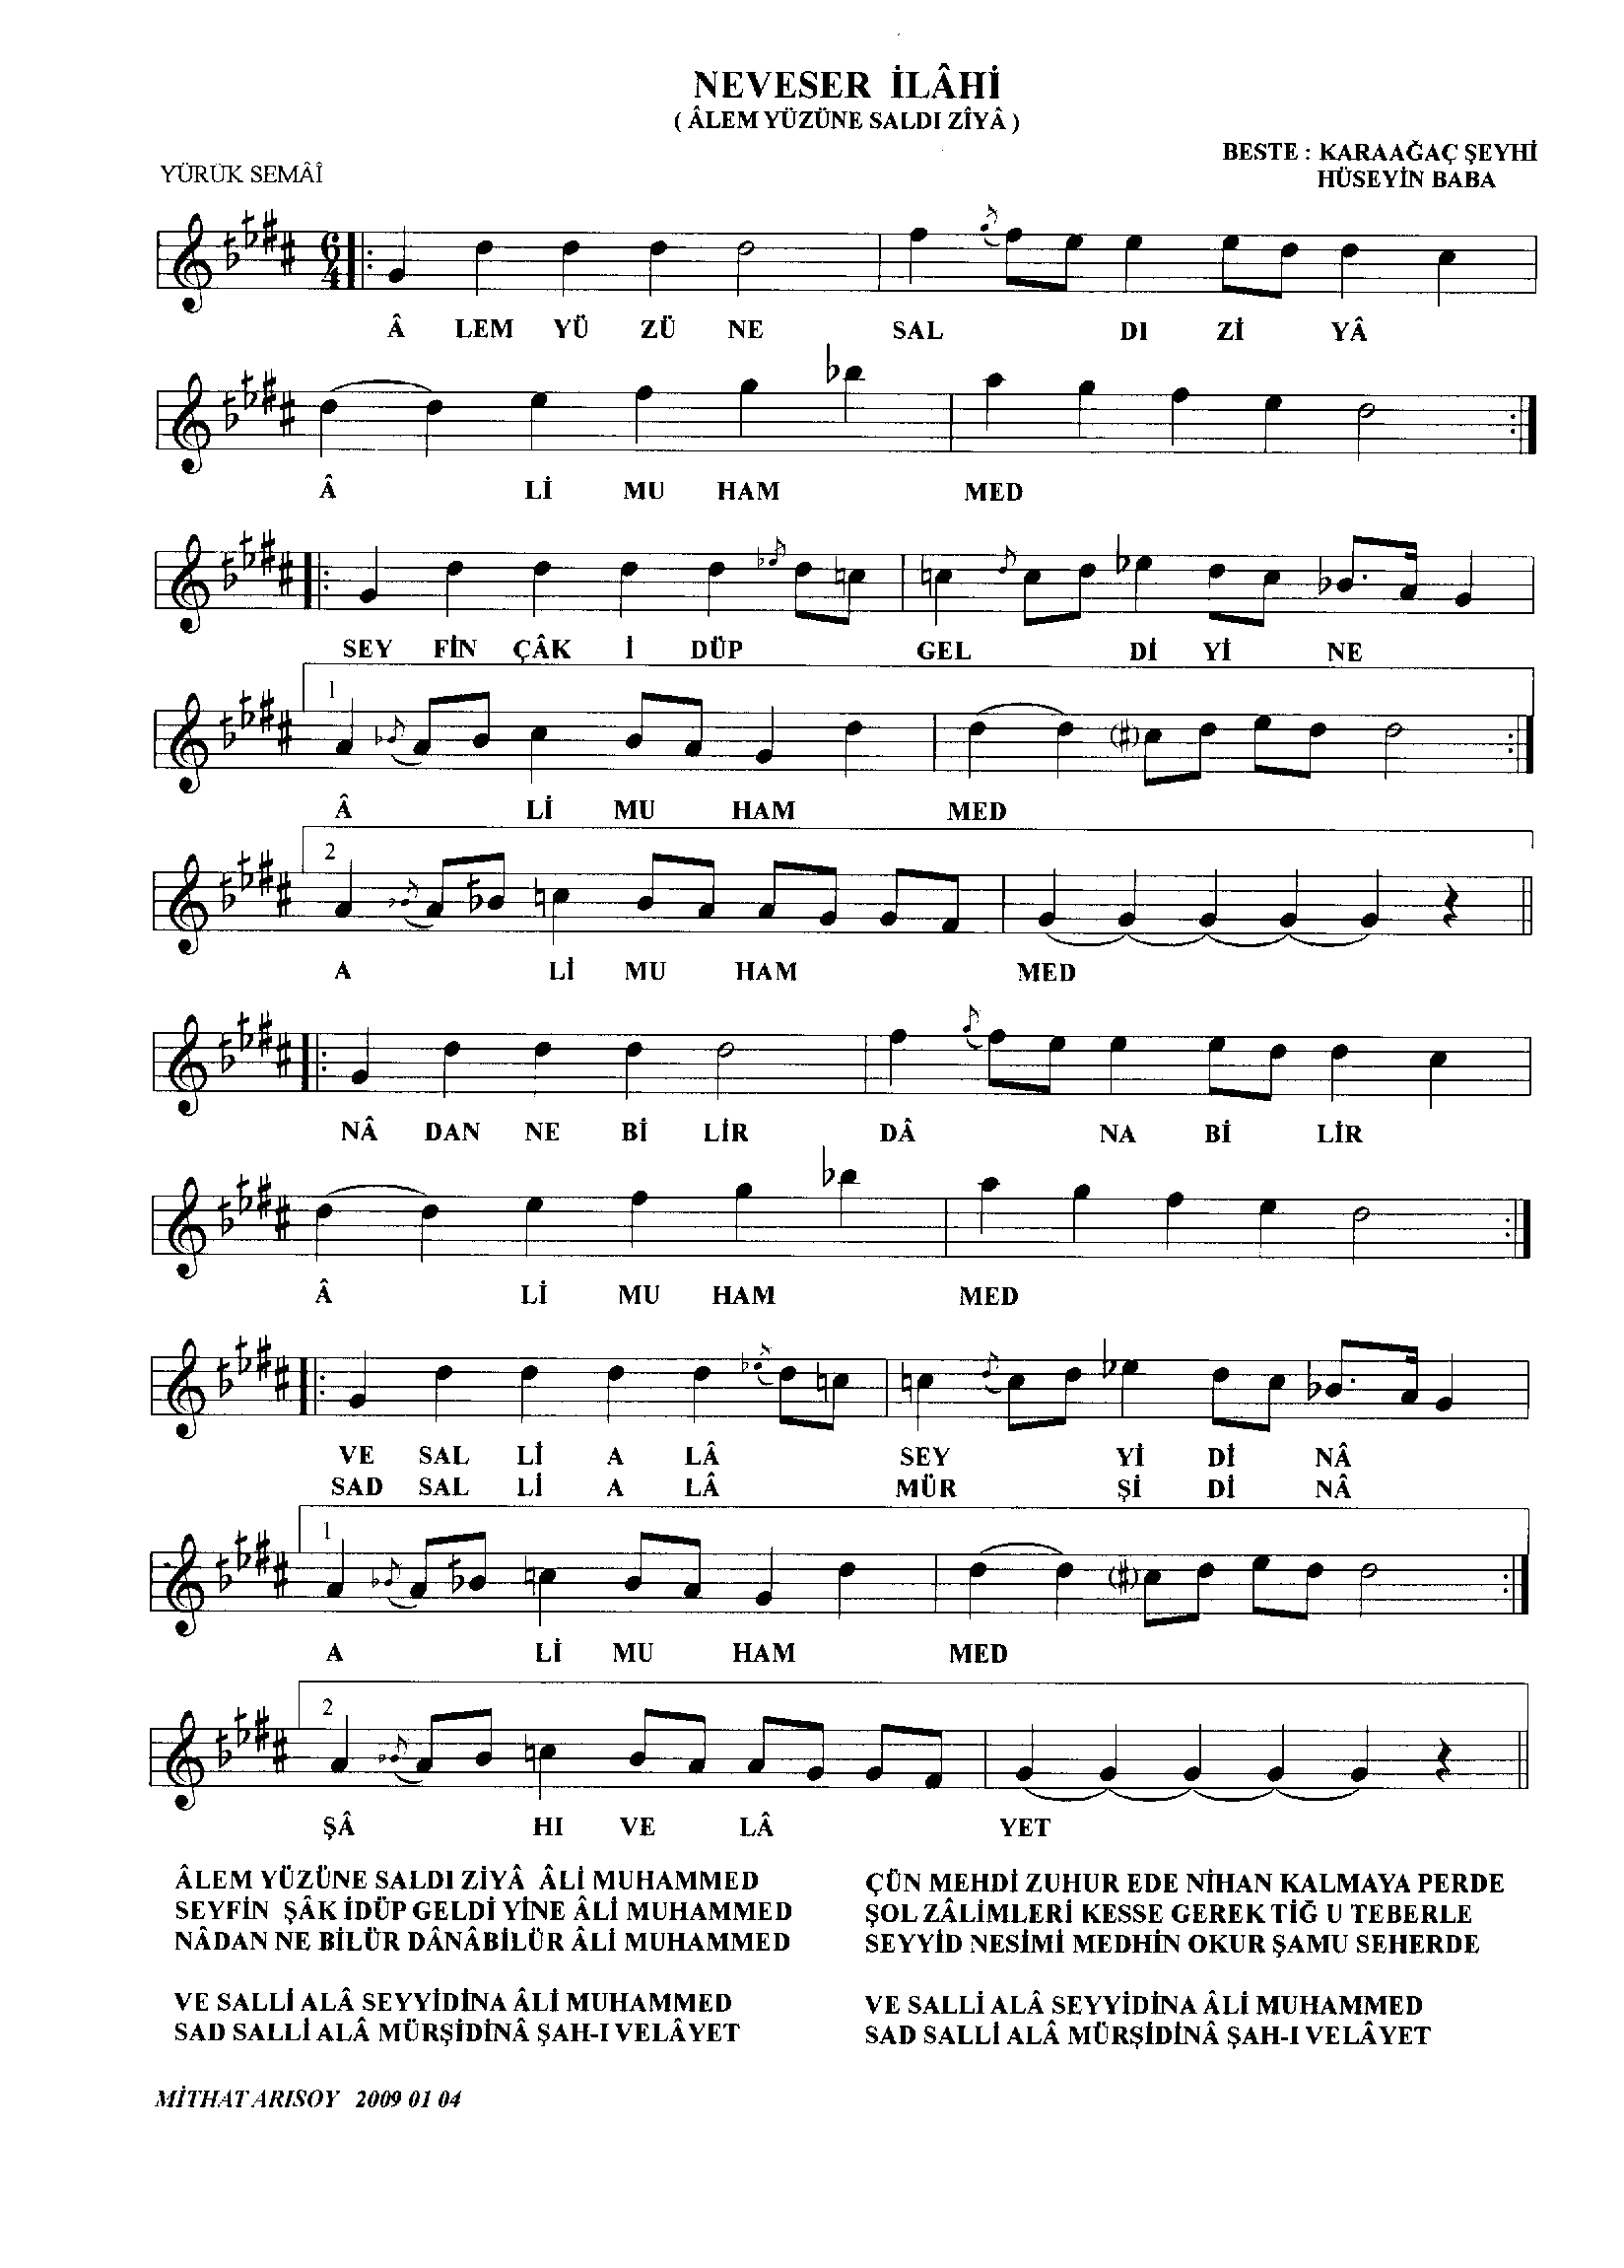 NEVESER İLÂHİ
( ÂLEM YÜZÜNE SALDI ZÎYÂ )
BESTE : KARAAĞAÇ ŞEYHİ
HÜSEYİN BABA
YÜRÜK SEMÂÎ
6
4
Â LEM YÜ ZÜ NE SAL DI Zİ YÂ
Â Lİ MU HAM MED
SEY FİN ÇÂK İ DÜP GEL Dİ Yİ NE
1
Â Lİ MU HAM MED
2
A Lİ MU HAM MED
NÂ DAN NE Bİ LİR DÂ NA Bİ LİR
Â Lİ MU HAM MED
VE SAL Lİ A LÂ SEY Yİ Dİ NÂ
SAD SAL Lİ A LÂ MÜR Şİ Dİ NÂ
1
A Lİ MU HAM MED
2
ŞÂ HI VE LÂ YET
ÂLEM YÜZÜNE SALDI ZİYÂ ÂLİ MUHAMMED
SEYFİN ŞÂK İDÜP GELDİ YİNE ÂLİ MUHAMMED
NÂDAN NE BİLÜR DÂNÂBİLÜR ÂLİ MUHAMMED
VE SALLİ ALÂ SEYYİDİNA ÂLİ MUHAMMED
SAD SALLİ ALÂ MÜRŞİDİNÂ ŞAH-I VELÂYET
ÇÜN MEHDİ ZUHUR EDE NİHAN KALMAYA PERDE
ŞOL ZÂLİMLERİ KESSE GEREK TİĞ U TEBERLE
SEYYİD NESİMİ MEDHİN OKUR ŞAMU SEHERDE
VE SALLİ ALÂ SEYYİDİNA ÂLİ MUHAMMED
SAD SALLİ ALÂ MÜRŞİDİNÂ ŞAH-I VELÂYET
MİTHAT ARISOY 2009 01 04